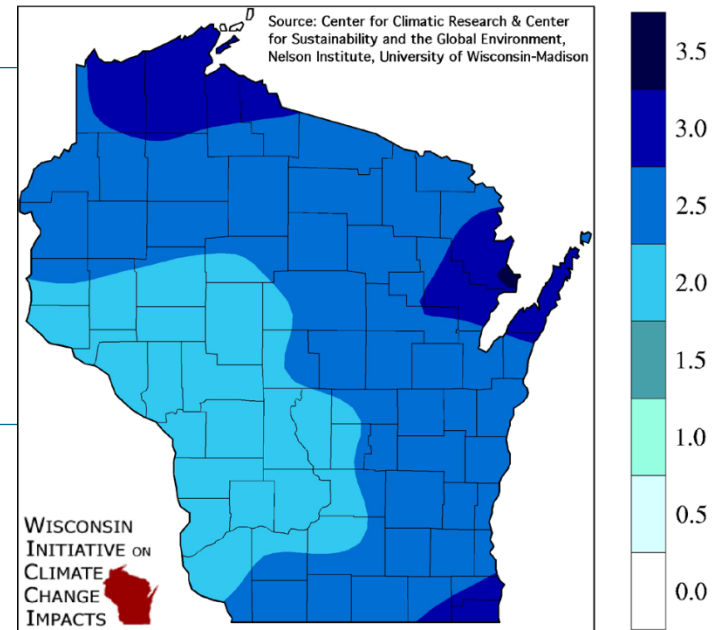 Source: Center for Climatic Research & Center
for Sustainability and the Global Environment,
Nelson Institute, University of Wisconsin-Madison
3.5
3.0
2.5
2.0
1.5
1.0
0.5
0.0
WISCONSIN
INITIATIVE ON
CLIMATE
CHANGE
IMPACTS